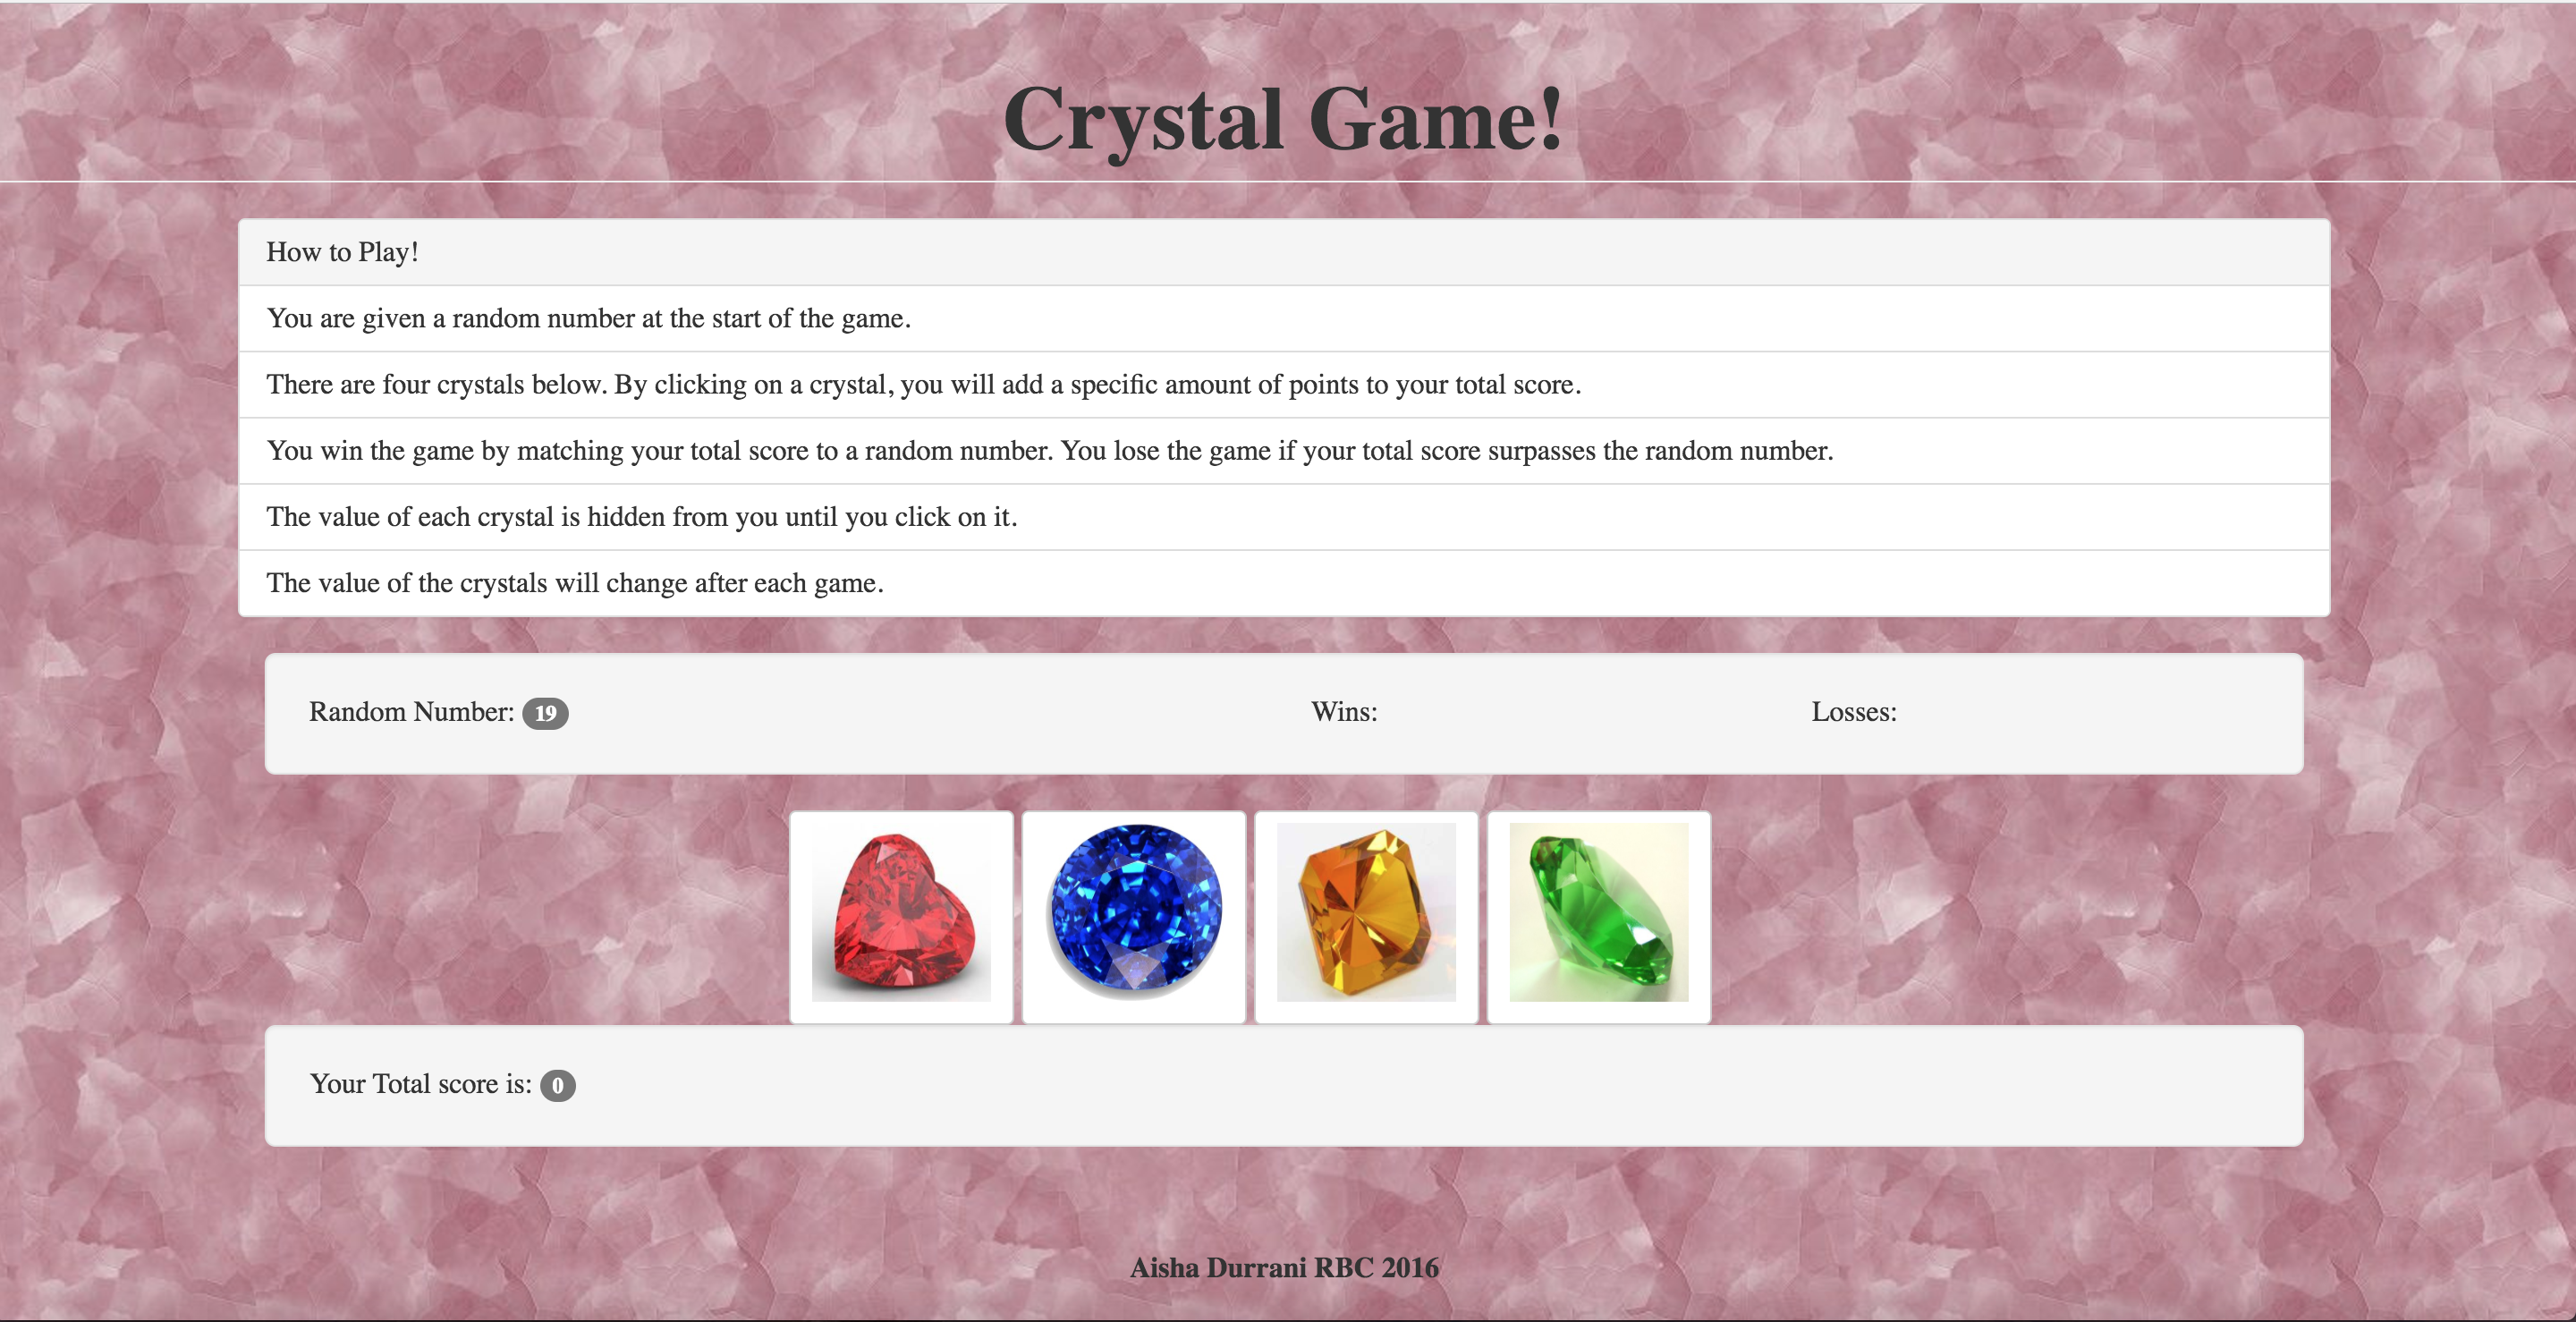 Crystal Game!
How to Play!
You are given a random number at the start of the game.
There are four crystals below. By clicking on a crystal, you will add a specific amount of points to your total score.
You win the game by matching your total score to a random number. You lose the game if your total score surpasses the random number.
The value of each crystal is hidden from you until you click on it.
The value of the crystals will change after each game.
Random Number: 19 Wins: Losses:
Your Total score is: 0
Aisha Durrani RBC 2016